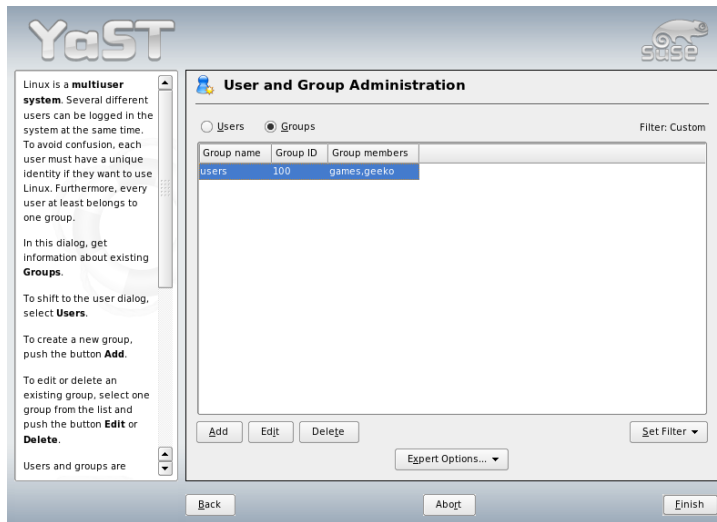 YaST
SUSE
Linux is a multiuser
system. Several different
users can be logged in the
system at the same time.
To avoid confusion, each
user must have a unique
identity if they want to use
Linux. Furthermore, every
user at least belongs to
one group.
In this dialog, get
information about existing
Groups.
To shift to the user dialog,
select Users.
To create a new group,
push the button Add.
To edit or delete an
existing group, select one
group from the list and
push the button Edit or
Delete.
Users and groups are
User and Group Administration
Users Groups Filter: Custom
Group name Group ID Group members
users 100 games,geeko
Add Edit Delete Set Filter
Expert Options...
Back Abort Finish